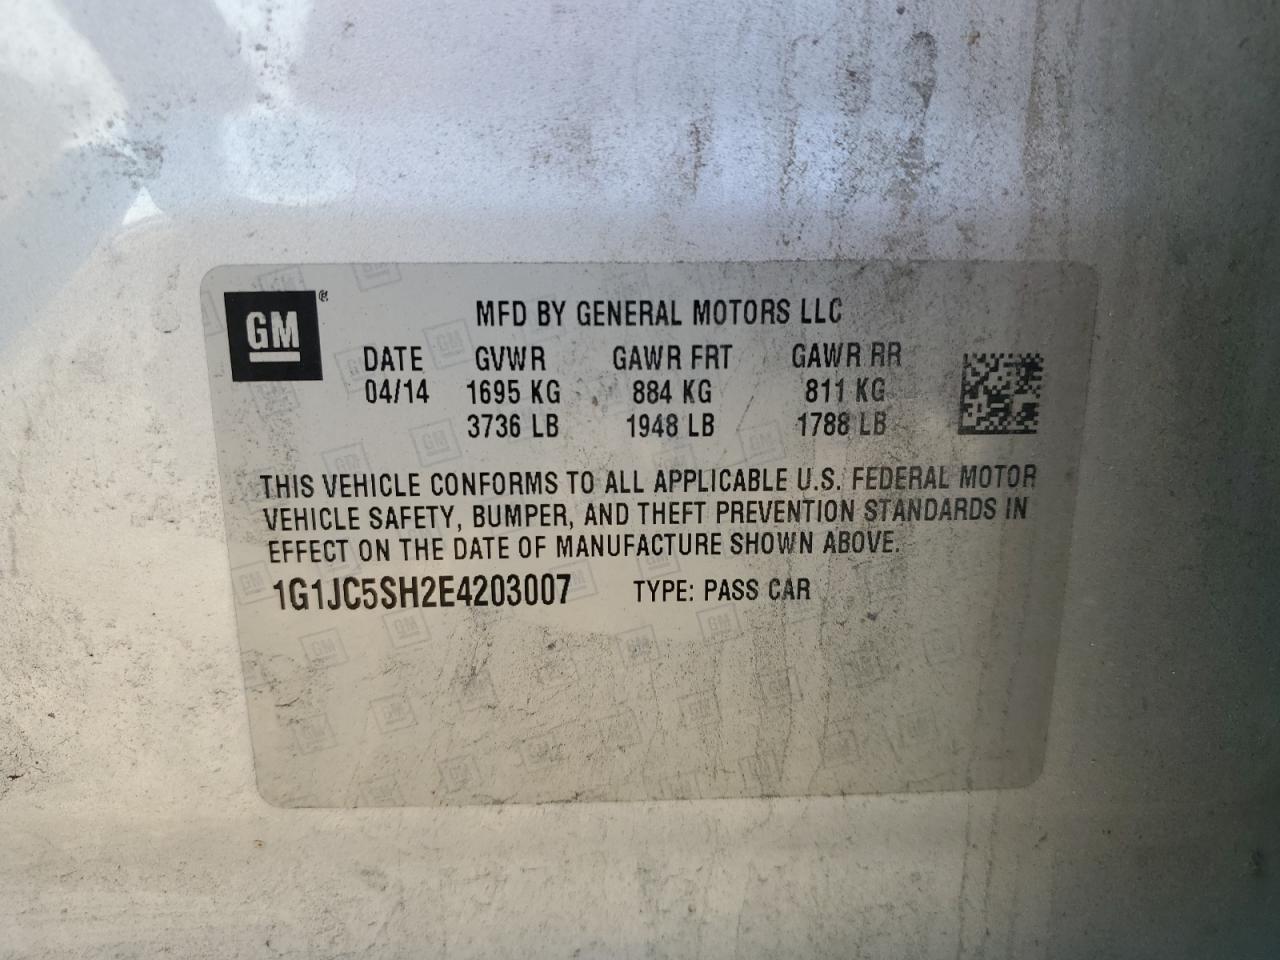 GM ®
MFD BY GENERAL MOTORS LLC
DATE GVWR GAWR FRT GAWR RR
04/14 1695 KG 884 KG 811 KG
3736 LB 1948 LB 1788 LB
THIS VEHICLE CONFORMS TO ALL APPLICABLE U.S. FEDERAL MOTOR
VEHICLE SAFETY, BUMPER, AND THEFT PREVENTION STANDARDS IN
EFFECT ON THE DATE OF MANUFACTURE SHOWN ABOVE.
1G1JC5SH2E4203007 TYPE: PASS CAR